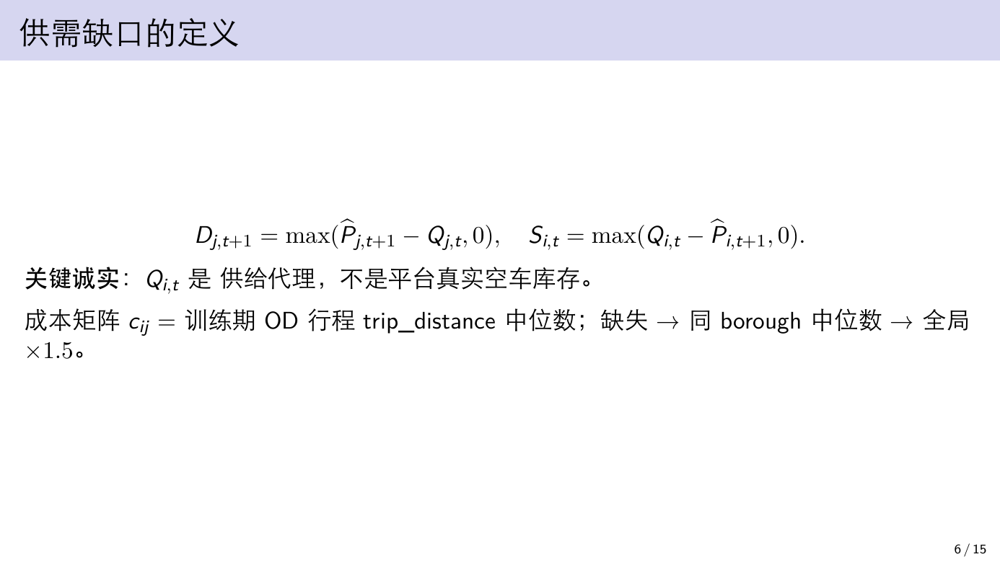 供需缺口的定义
$D_{j,t+1} = \max(\widehat{P}_{j,t+1} - Q_{j,t}, 0), \quad S_{i,t} = \max(Q_{i,t} - \widehat{P}_{i,t+1}, 0).$
关键诚实：$Q_{i,t}$ 是 供给代理，不是平台真实空车库存。
成本矩阵 $c_{ij}$ = 训练期 OD 行程 trip_distance 中位数；缺失 → 同 borough 中位数 → 全局
×1.5。
6 / 15